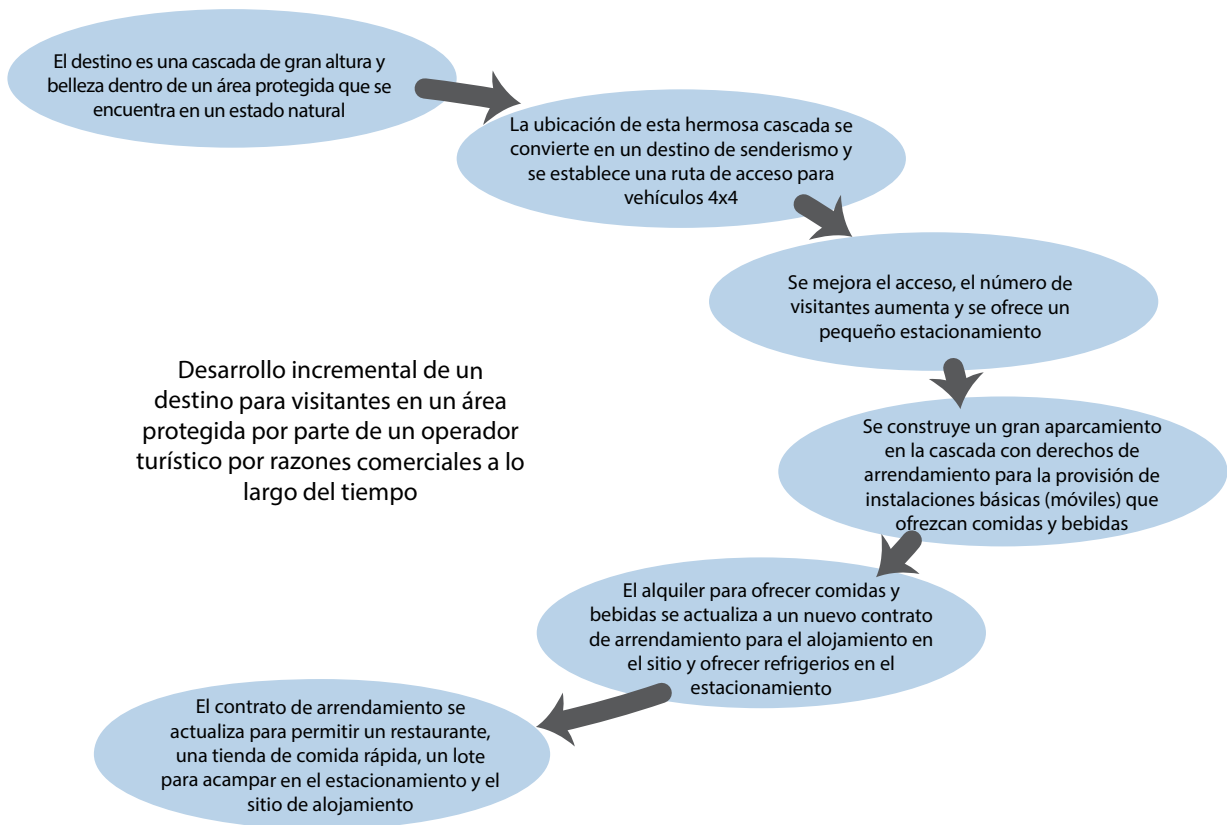 El destino es una cascada de gran altura y
belleza dentro de un área protegida que se
encuentra en un estado natural
La ubicación de esta hermosa cascada se
convierte en un destino de senderismo y
se establece una ruta de acceso para
vehículos 4x4
Se mejora el acceso, el número de
visitantes aumenta y se ofrece un
pequeño estacionamiento
Desarrollo incremental de un
destino para visitantes en un área
protegida por parte de un operador
turístico por razones comerciales a lo
largo del tiempo
Se construye un gran aparcamiento
en la cascada con derechos de
arrendamiento para la provisión de
instalaciones básicas (móviles) que
ofrezcan comidas y bebidas
El alquiler para ofrecer comidas y
bebidas se actualiza a un nuevo contrato
de arrendamiento para el alojamiento en
el sitio y ofrecer refrigerios en el
estacionamiento
El contrato de arrendamiento se
actualiza para permitir un restaurante,
una tienda de comida rápida, un lote
para acampar en el estacionamiento y el
sitio de alojamiento